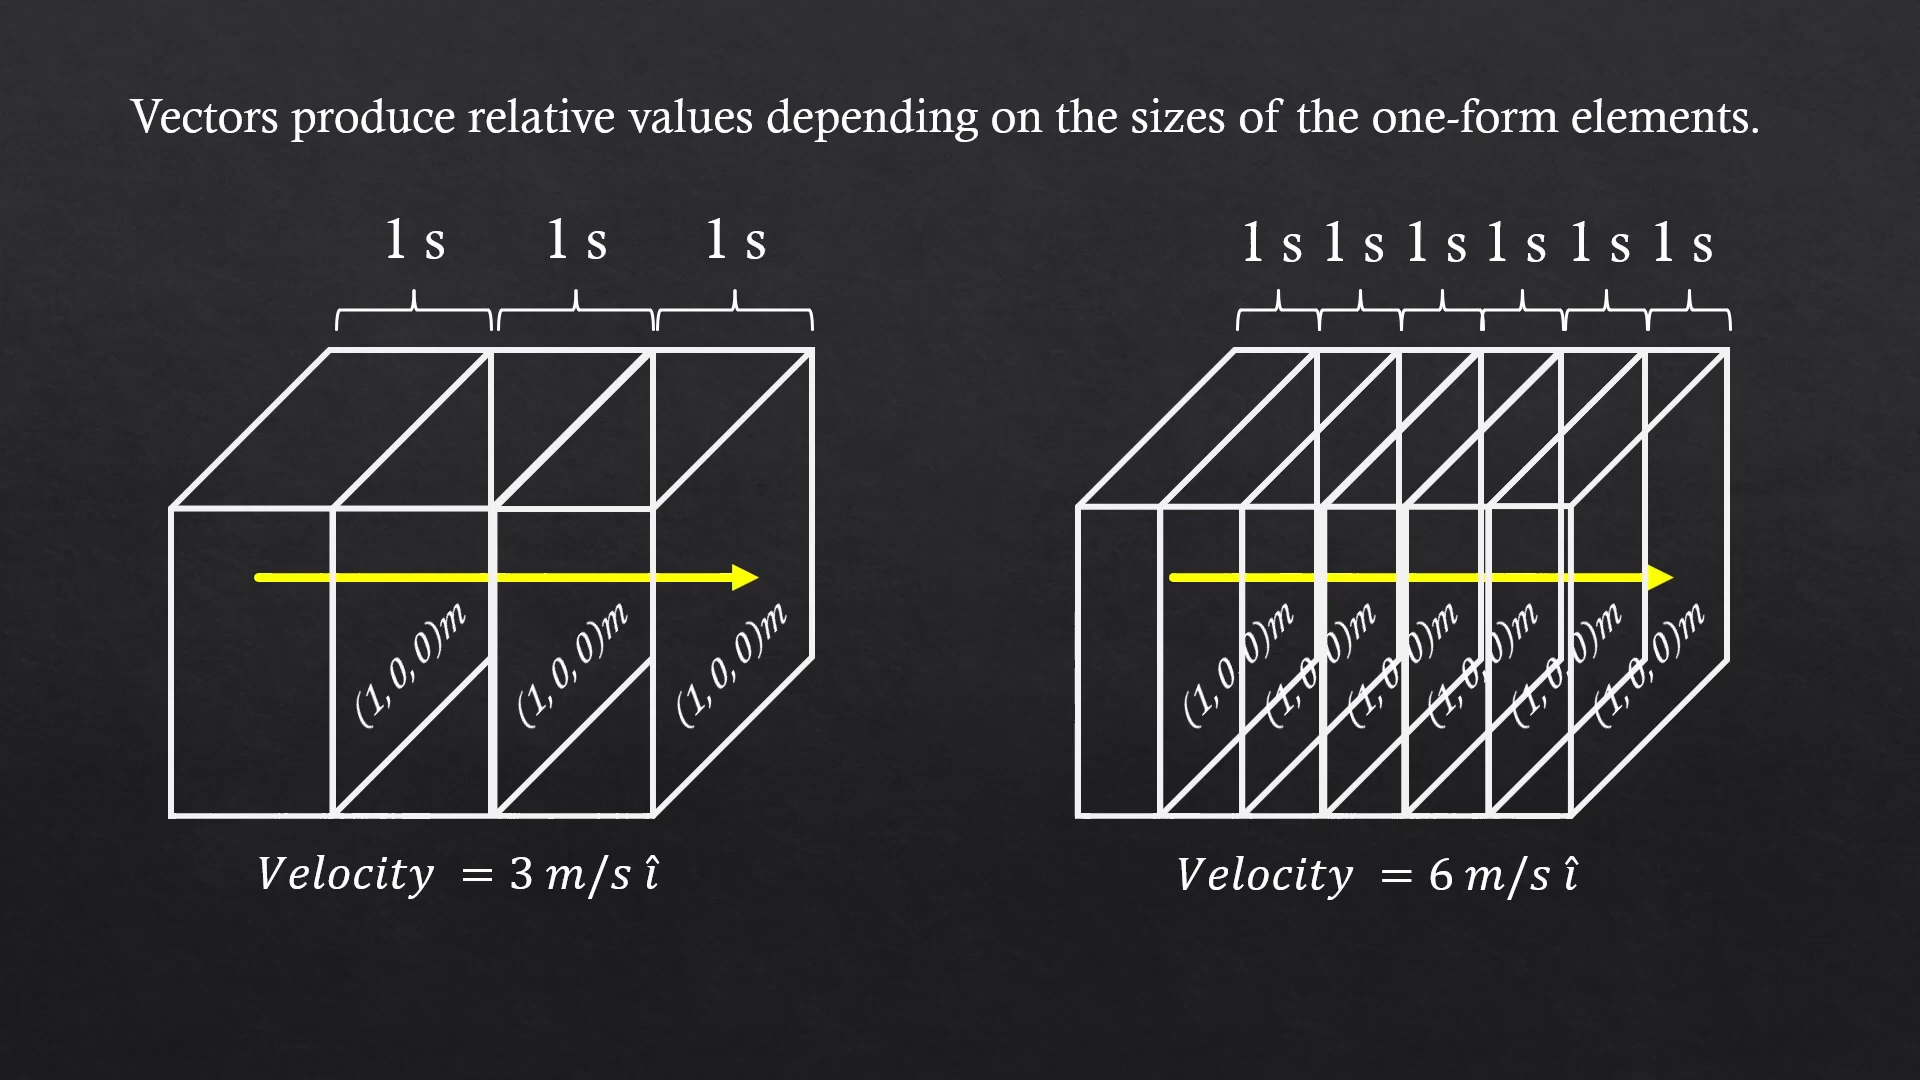 Vectors produce relative values depending on the sizes of the one-form elements.
1 s 1 s 1 s
1 s 1 s 1 s 1 s 1 s 1 s
(1, 0, 0)m (1, 0, 0)m (1, 0, 0)m
(1, 0, 0)m (1, 0, 0)m (1, 0, 0)m (1, 0, 0)m (1, 0, 0)m (1, 0, 0)m
Velocity = 3 m/s î
Velocity = 6 m/s î